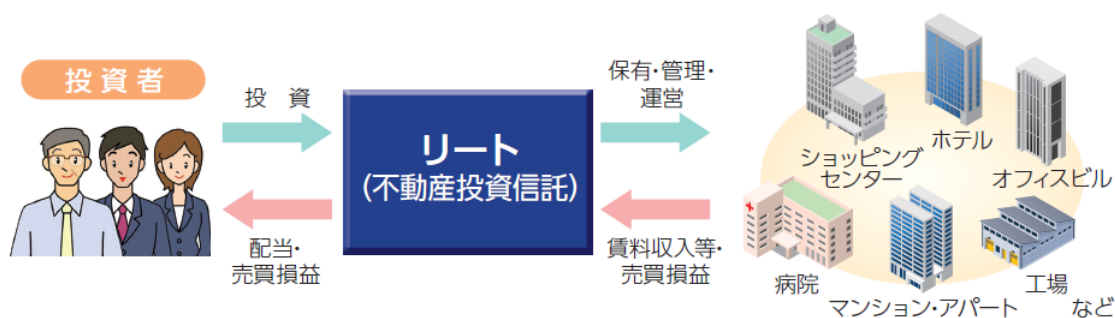 投資者
投 資
配当・
売買損益
リート
(不動産投資信託)
保有・管理・
運営
賃料収入等・
売買損益
ショッピング
センター
ホテル
オフィスビル
病院
マンション・アパート
工場
など